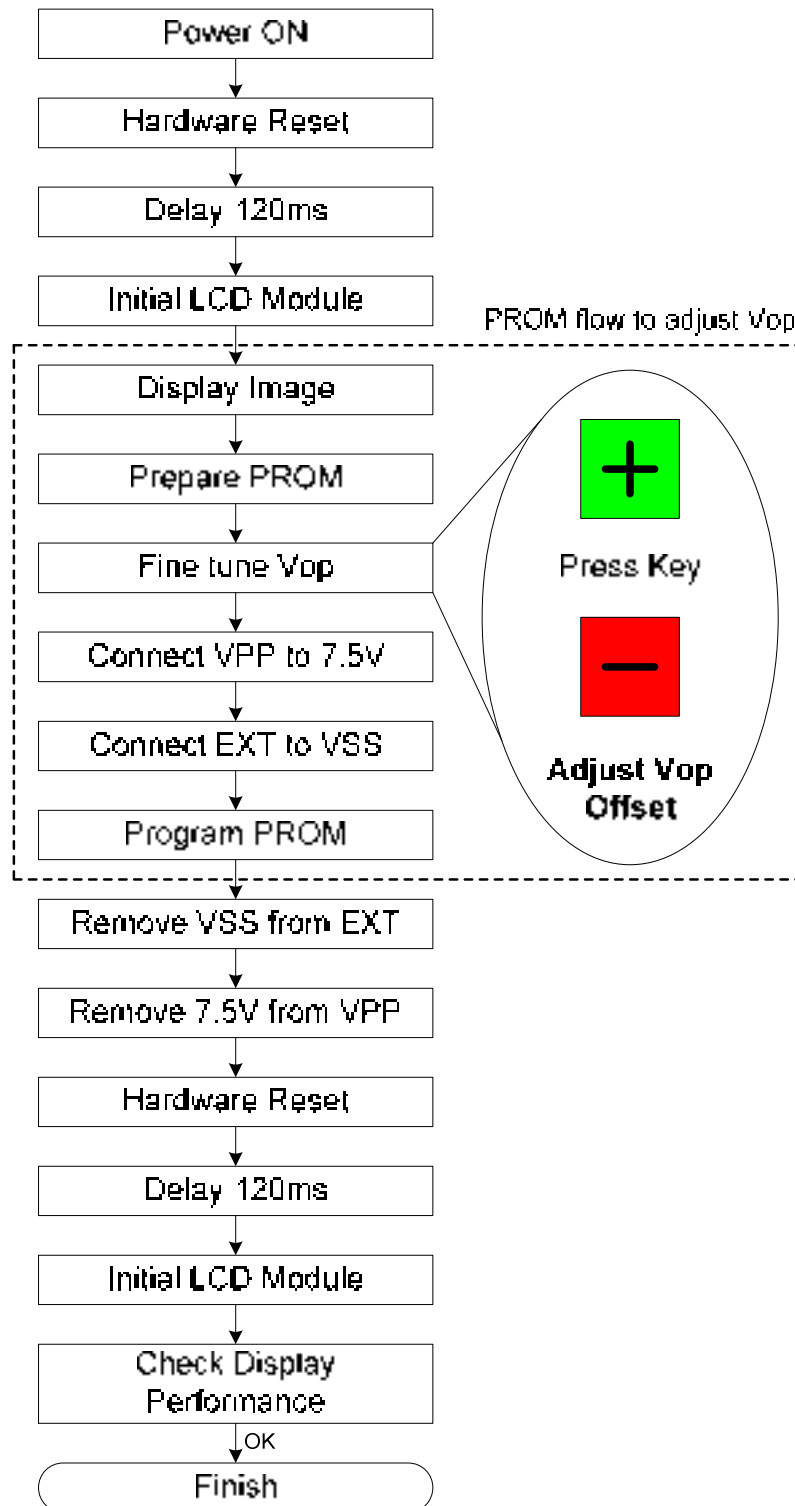 Power ON
Hardware Reset
Delay 120ms
Initial LCD Module
PROM flow to adjust Vop
Display Image
Prepare PROM
Fine tune Vop
Connect VPP to 7.5V
Connect EXT to VSS
Program PROM
+
Press Key
−
Adjust Vop
Offset
Remove VSS from EXT
Remove 7.5V from VPP
Hardware Reset
Delay 120ms
Initial LCD Module
Check Display
Performance
OK
Finish